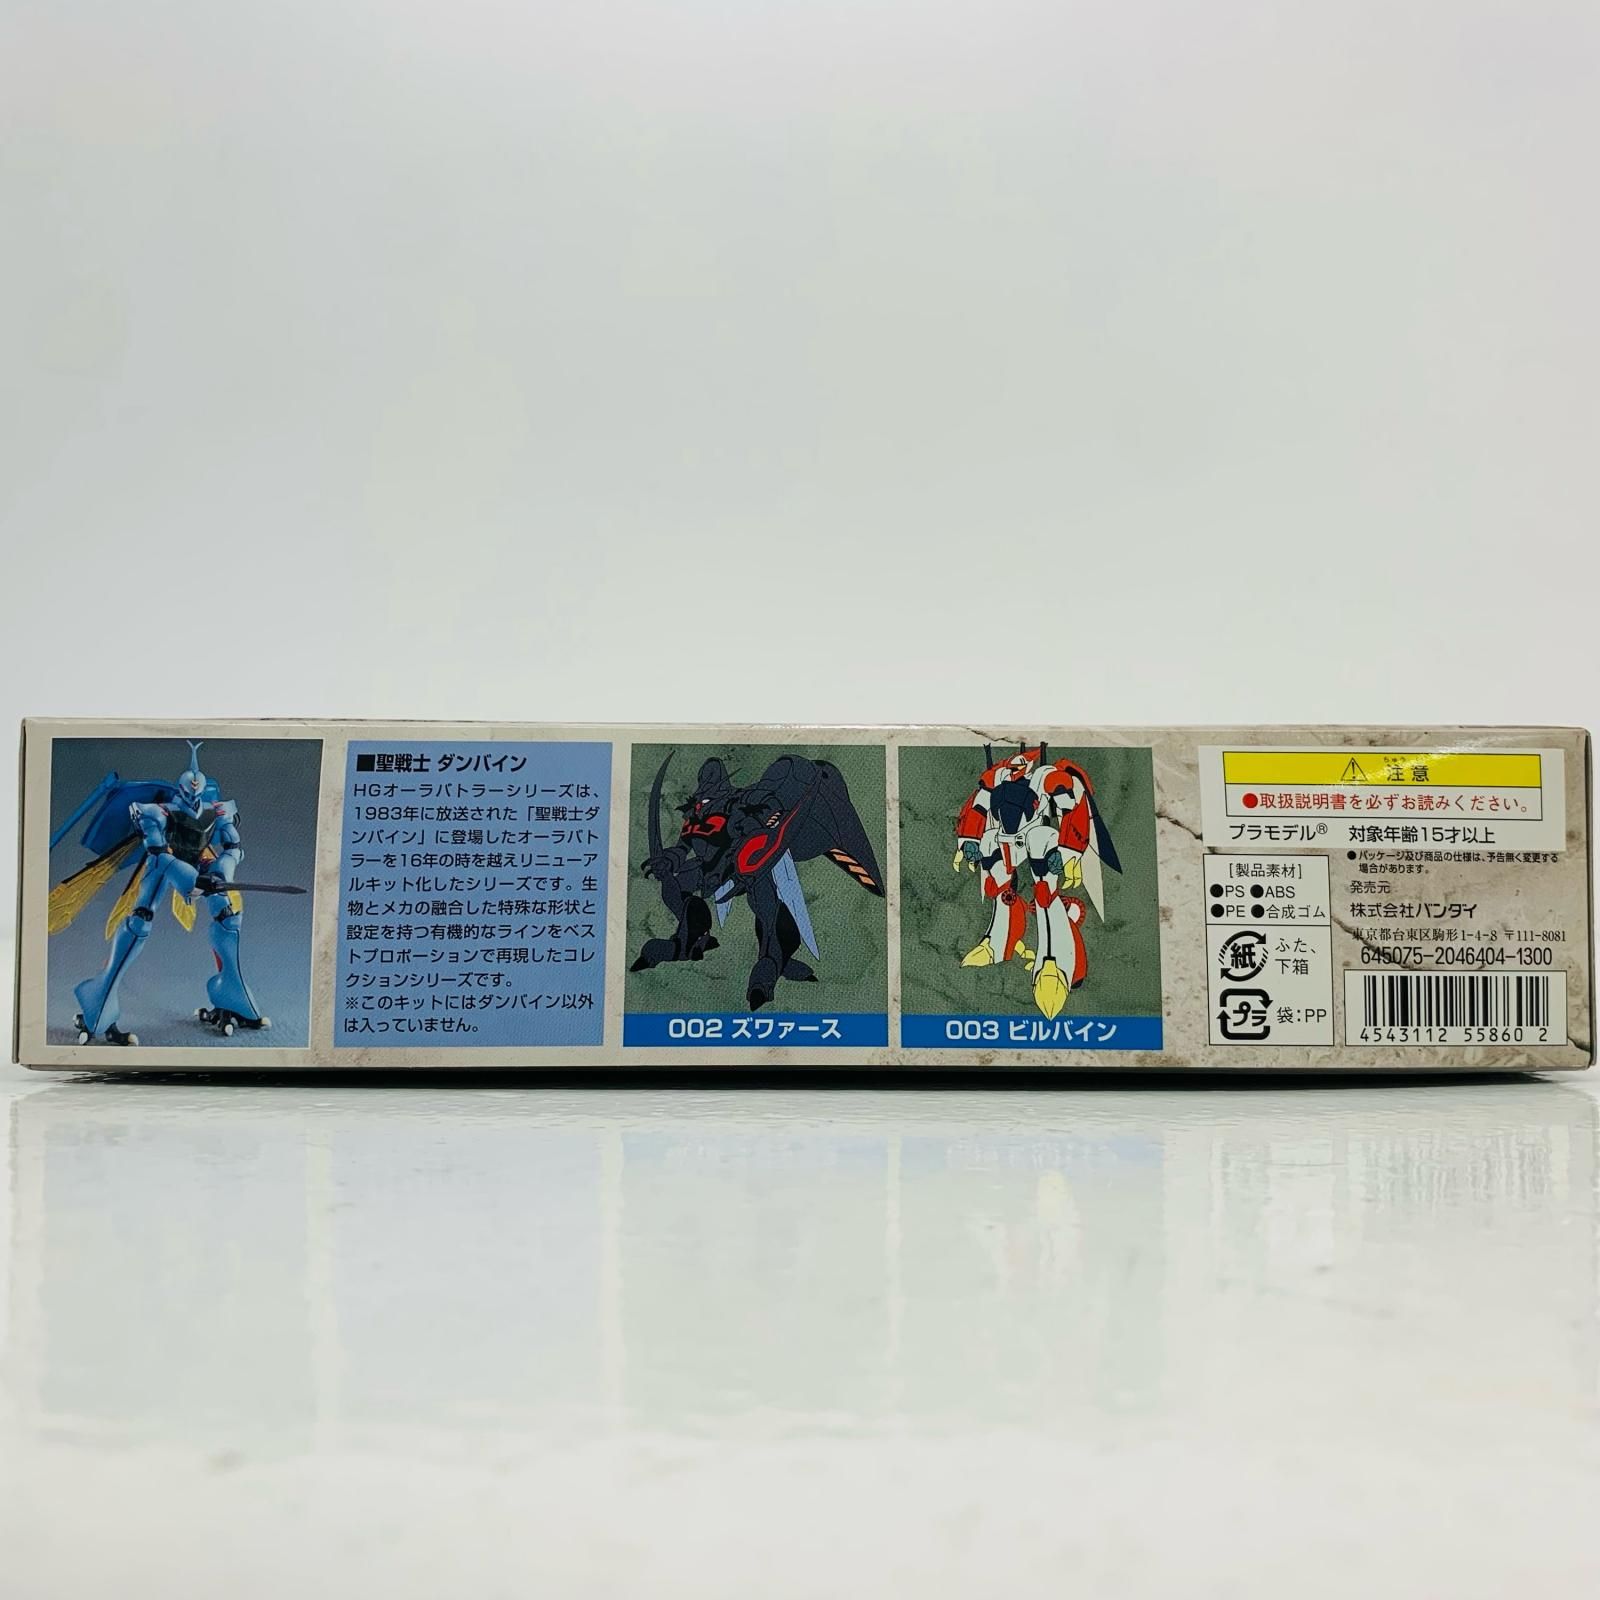 ■聖戦士 ダンバイン
HGオーラバトラーシリーズは、
1983年に放送された「聖戦士ダ
ンバイン」に登場したオーラバト
ラーを16年の時を越えリニューア
ルキット化したシリーズです。生
物とメカの融合した特殊な形状と
設定を持つ有機的なラインをベス
トプロポーションで再現したコレ
クションシリーズです。
※このキットにはダンバイン以外
は入っていません。
002 ズワァース
003 ビルバイン
ちゅう い
注意
●取扱説明書を必ずお読みください。
プラモデル® 対象年齢15才以上
[製品素材]
●PS ●ABS
●PE ●合成ゴム
紙 ふた、
下箱
プラ 袋:PP
●パッケージ及び商品の仕様は、予告無く変更する
場合があります。
発売元
株式会社バンダイ
東京都台東区駒形1-4-8 〒111-8081
645075-2046404-1300
4543112 55860 2